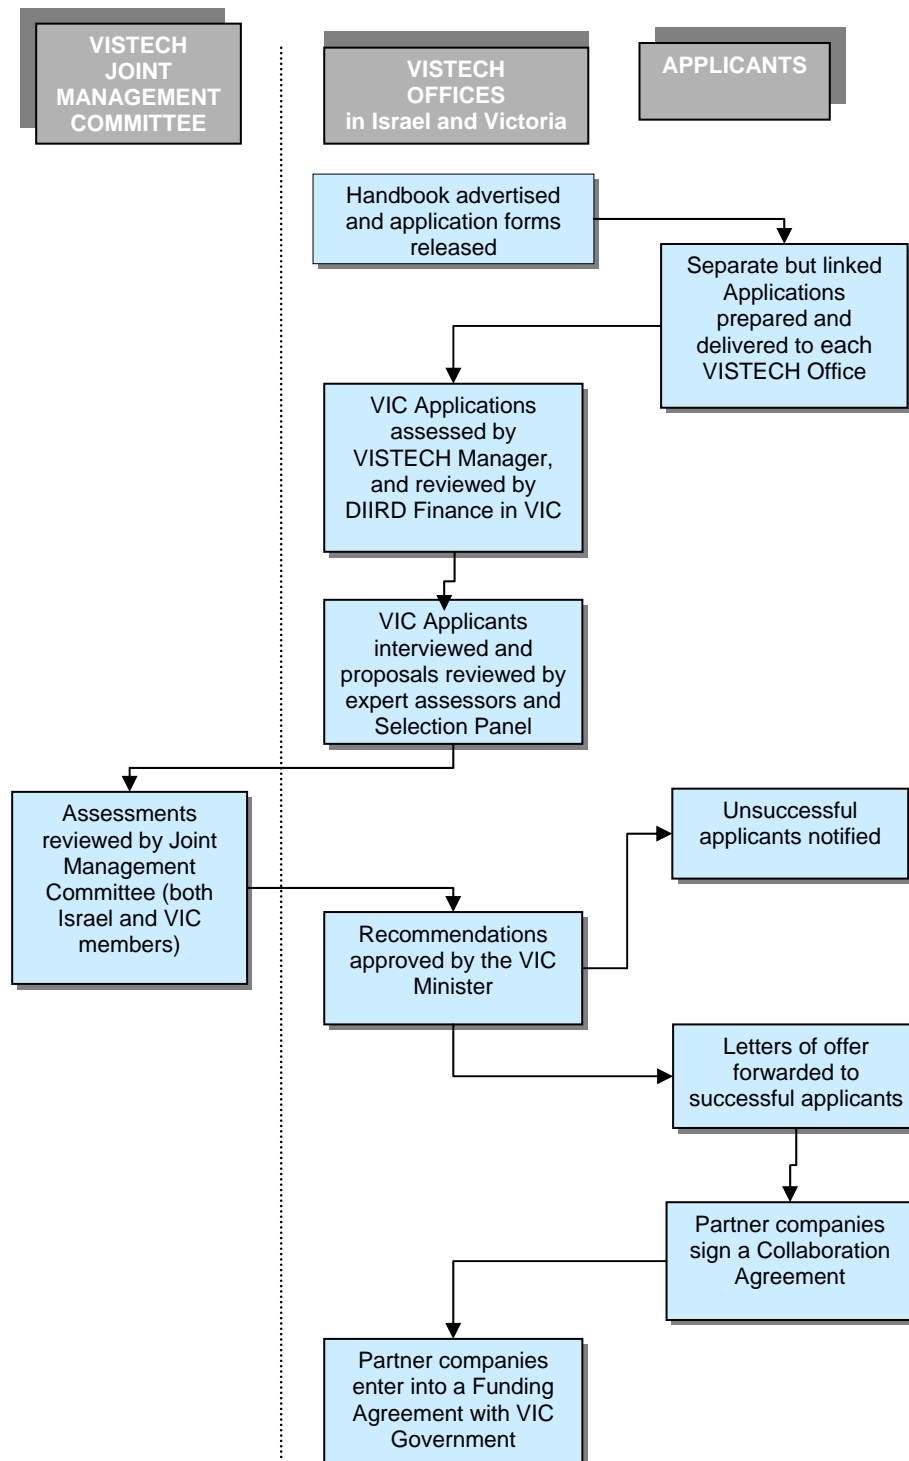 VISTECH
JOINT
MANAGEMENT
COMMITTEE
VISTECH
OFFICES
in Israel and Victoria
APPLICANTS
Handbook advertised
and application forms
released
Separate but linked
Applications
prepared and
delivered to each
VISTECH Office
VIC Applications
assessed by
VISTECH Manager,
and reviewed by
DIIRD Finance in VIC
VIC Applicants
interviewed and
proposals reviewed by
expert assessors and
Selection Panel
Assessments
reviewed by Joint
Management
Committee (both
Israel and VIC
members)
Unsuccessful
applicants notified
Recommendations
approved by the VIC
Minister
Letters of offer
forwarded to
successful applicants
Partner companies
sign a Collaboration
Agreement
Partner companies
enter into a Funding
Agreement with VIC
Government